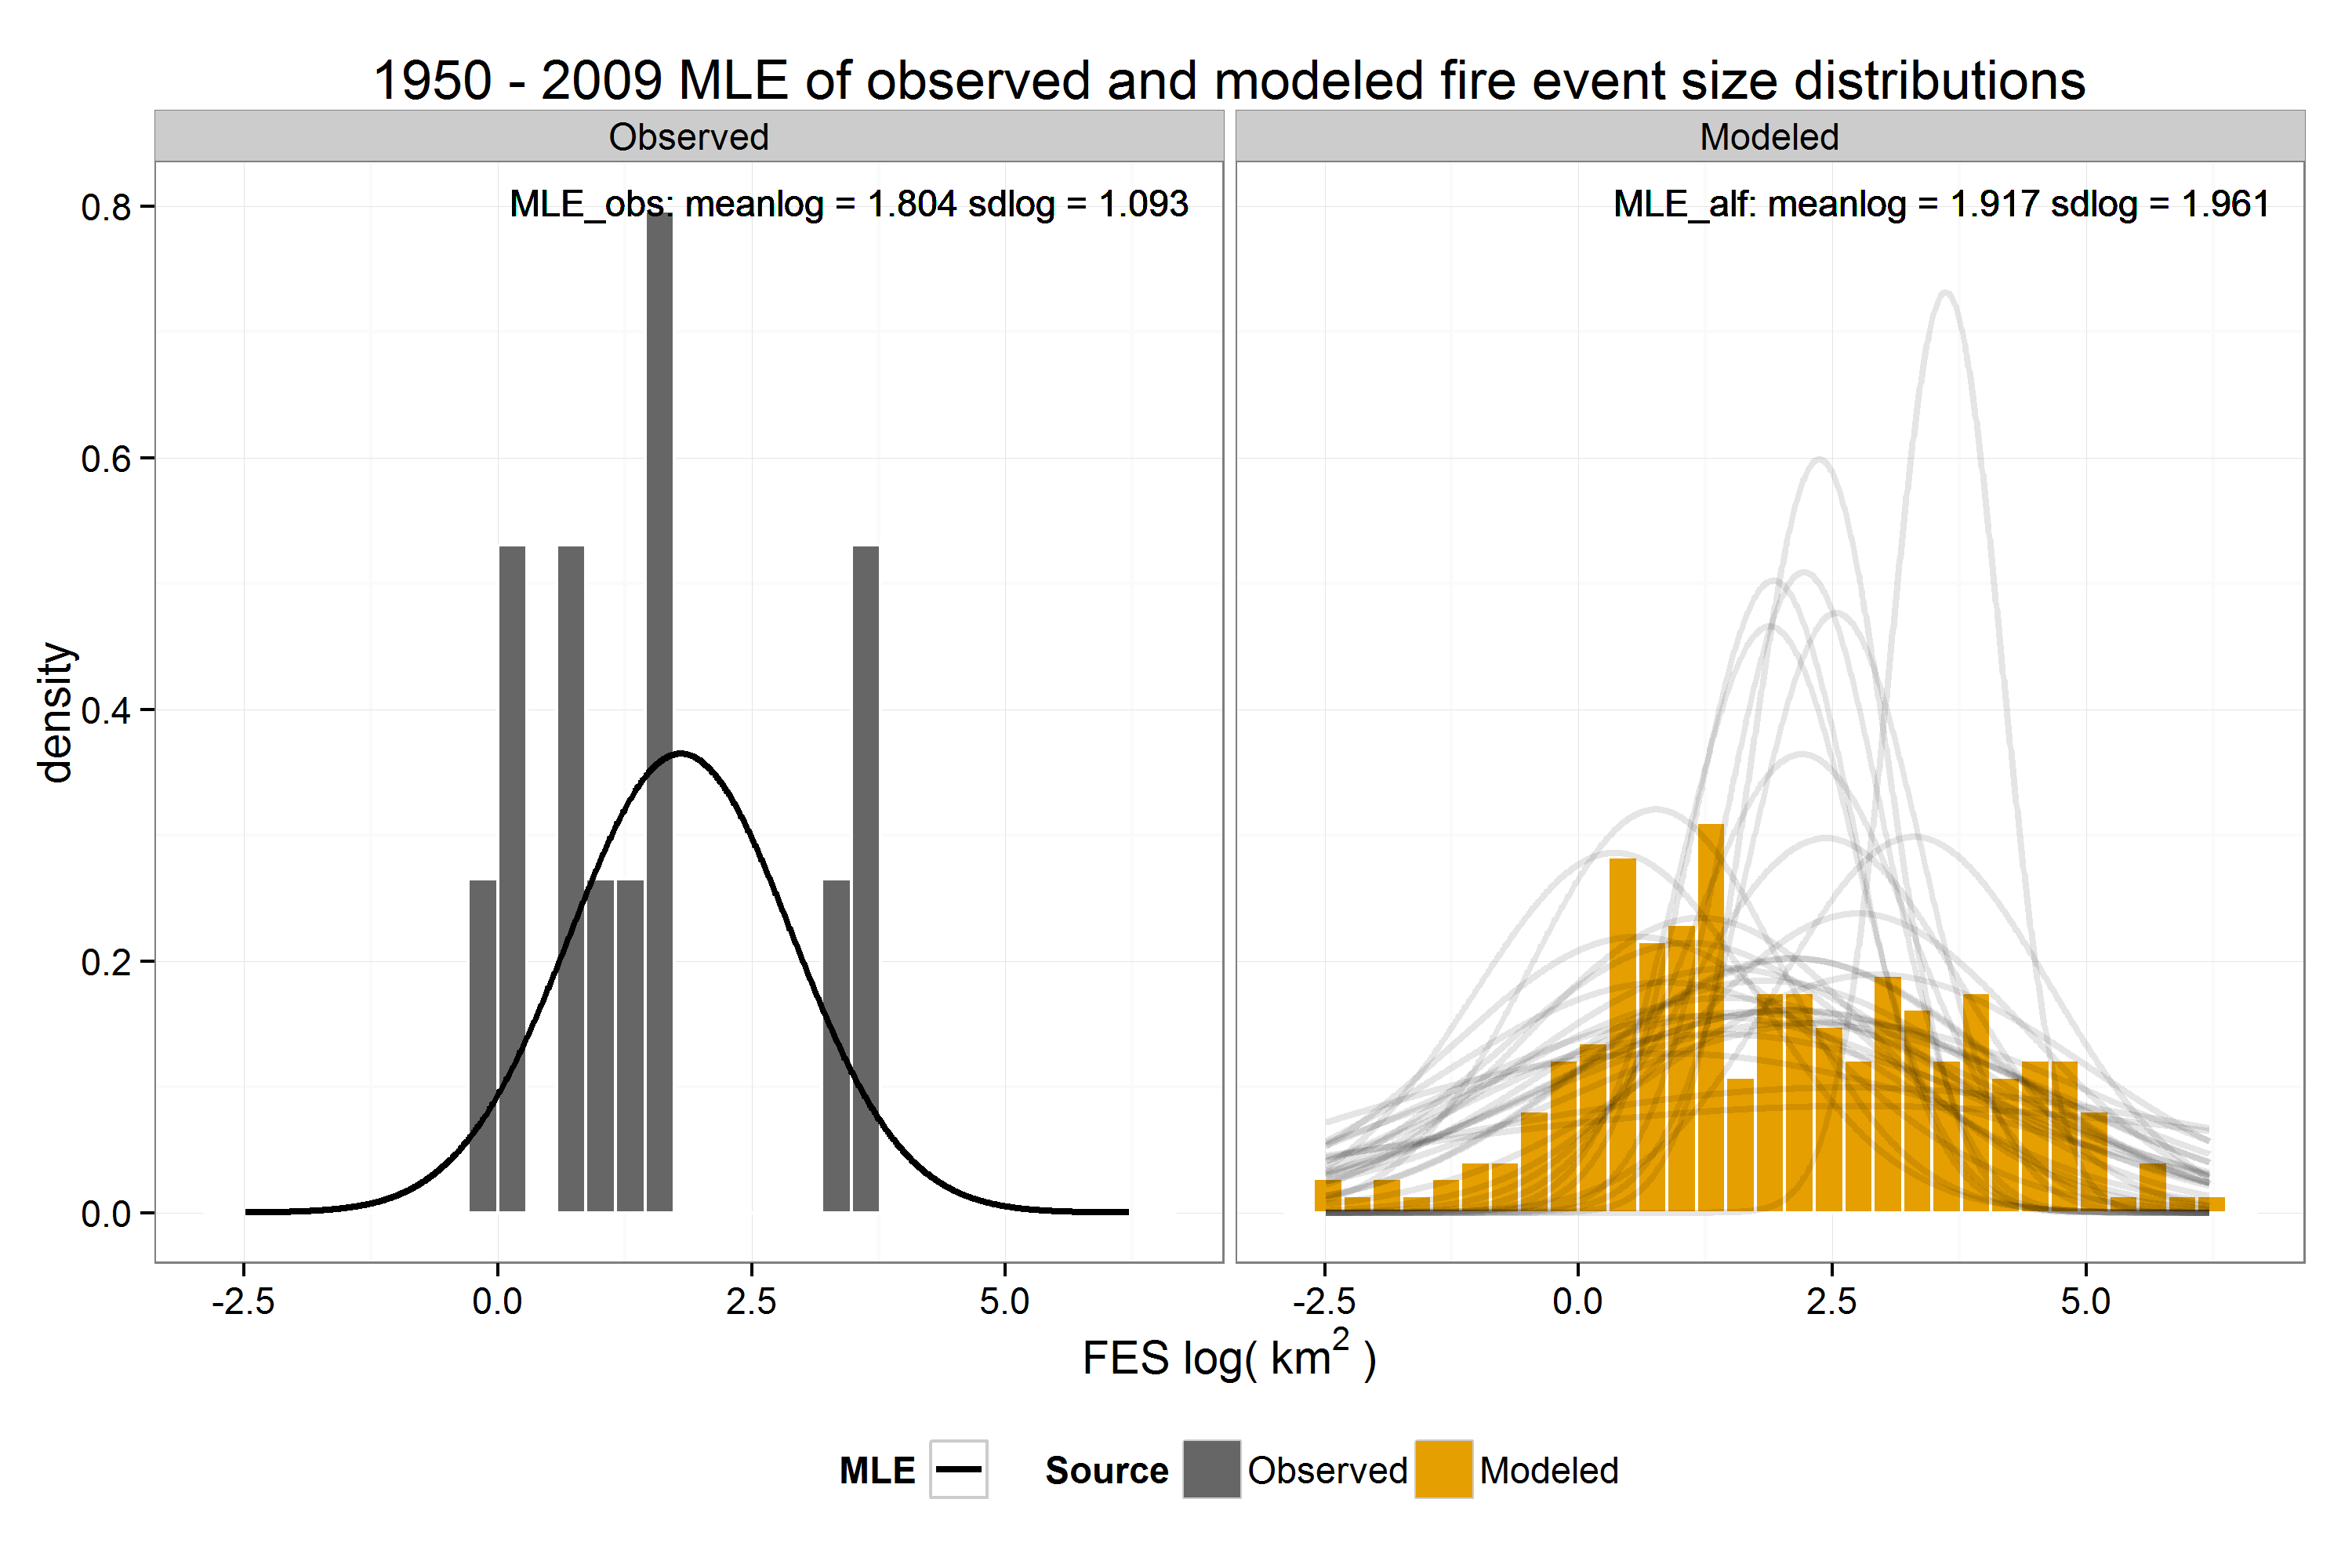 1950 - 2009 MLE of observed and modeled fire event size distributions
Observed
Modeled
MLE_obs: meanlog = 1.804 sdlog = 1.093
MLE_alf: meanlog = 1.917 sdlog = 1.961
density
0.8
0.6
0.4
0.2
0.0
-2.5 0.0 2.5 5.0
-2.5 0.0 2.5 5.0
FES log( km² )
MLE Source Observed Modeled